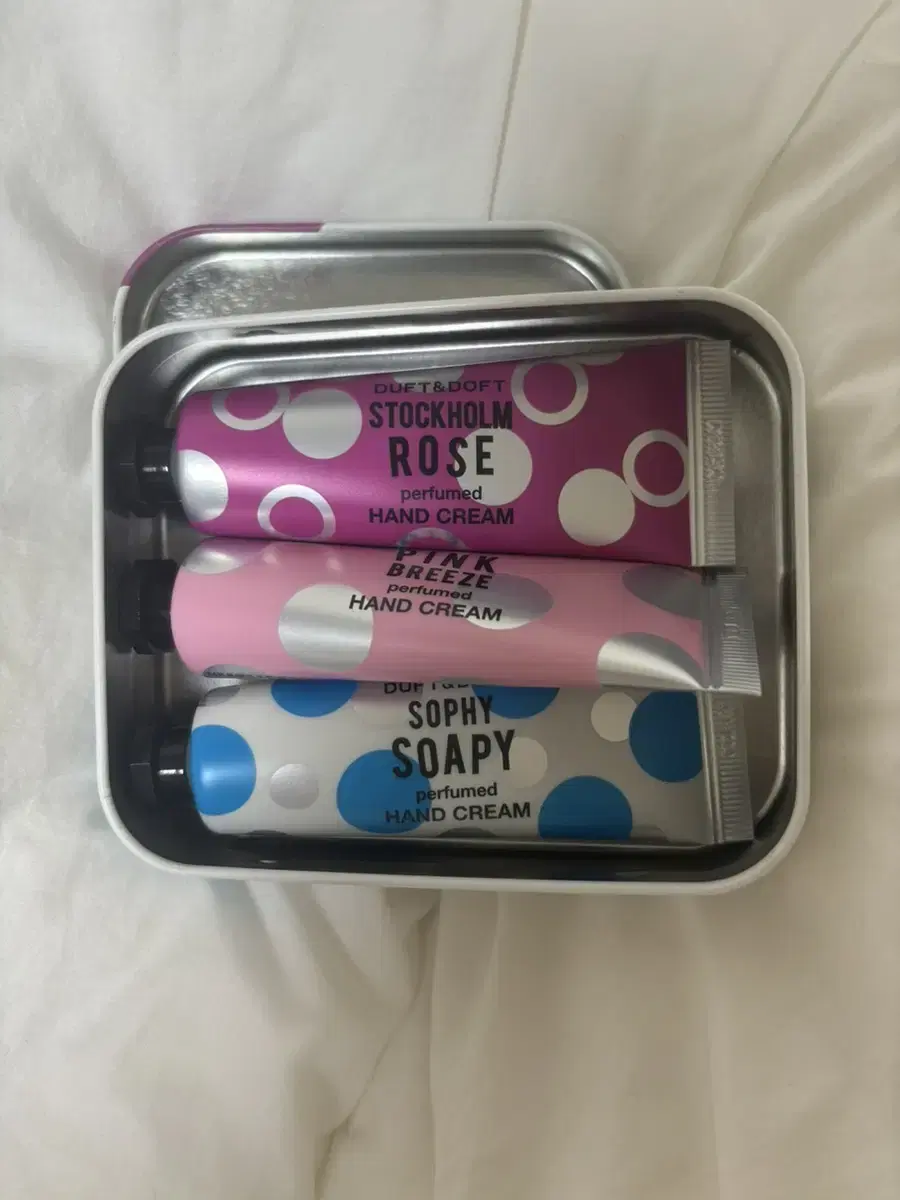 DUFT&DOFT
STOCKHOLM
ROSE
perfumed
HAND CREAM
PINK
BREEZE
perfumed
HAND CREAM
SOPHY
SOAPY
perfumed
HAND CREAM